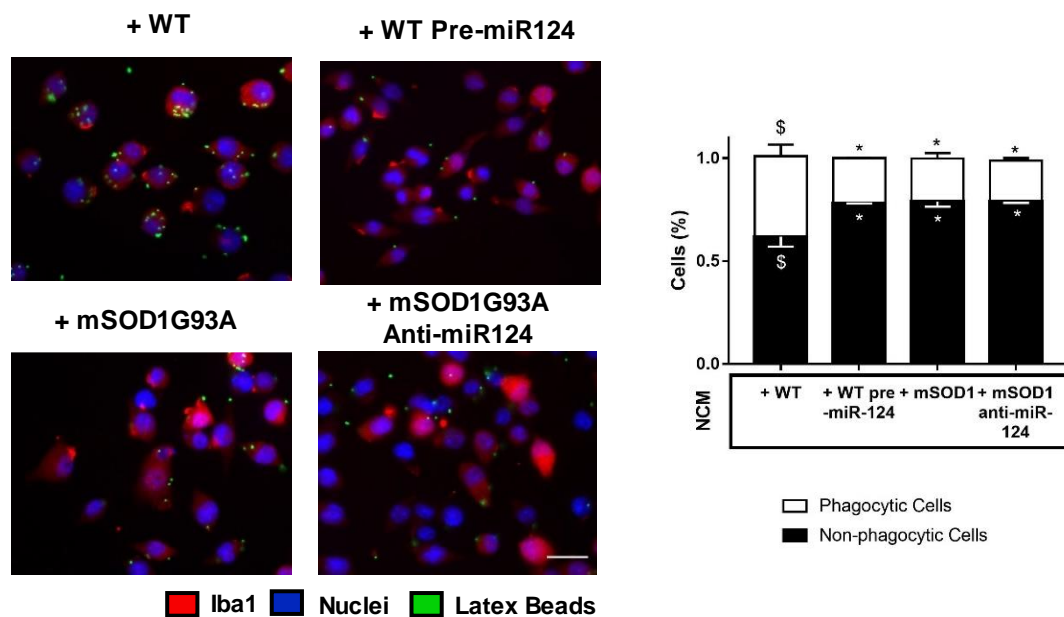 + WT
+ WT Pre-miR124
+ mSOD1G93A
+ mSOD1G93A
Anti-miR124
Iba1 Nuclei Latex Beads
Cells (%)
1.0
0.5
0.0
$
*
*
*
$
*
*
*
NCM
+ WT + WT pre + mSOD1 + mSOD1
-miR-124 anti-miR-
124
Phagocytic Cells
Non-phagocytic Cells